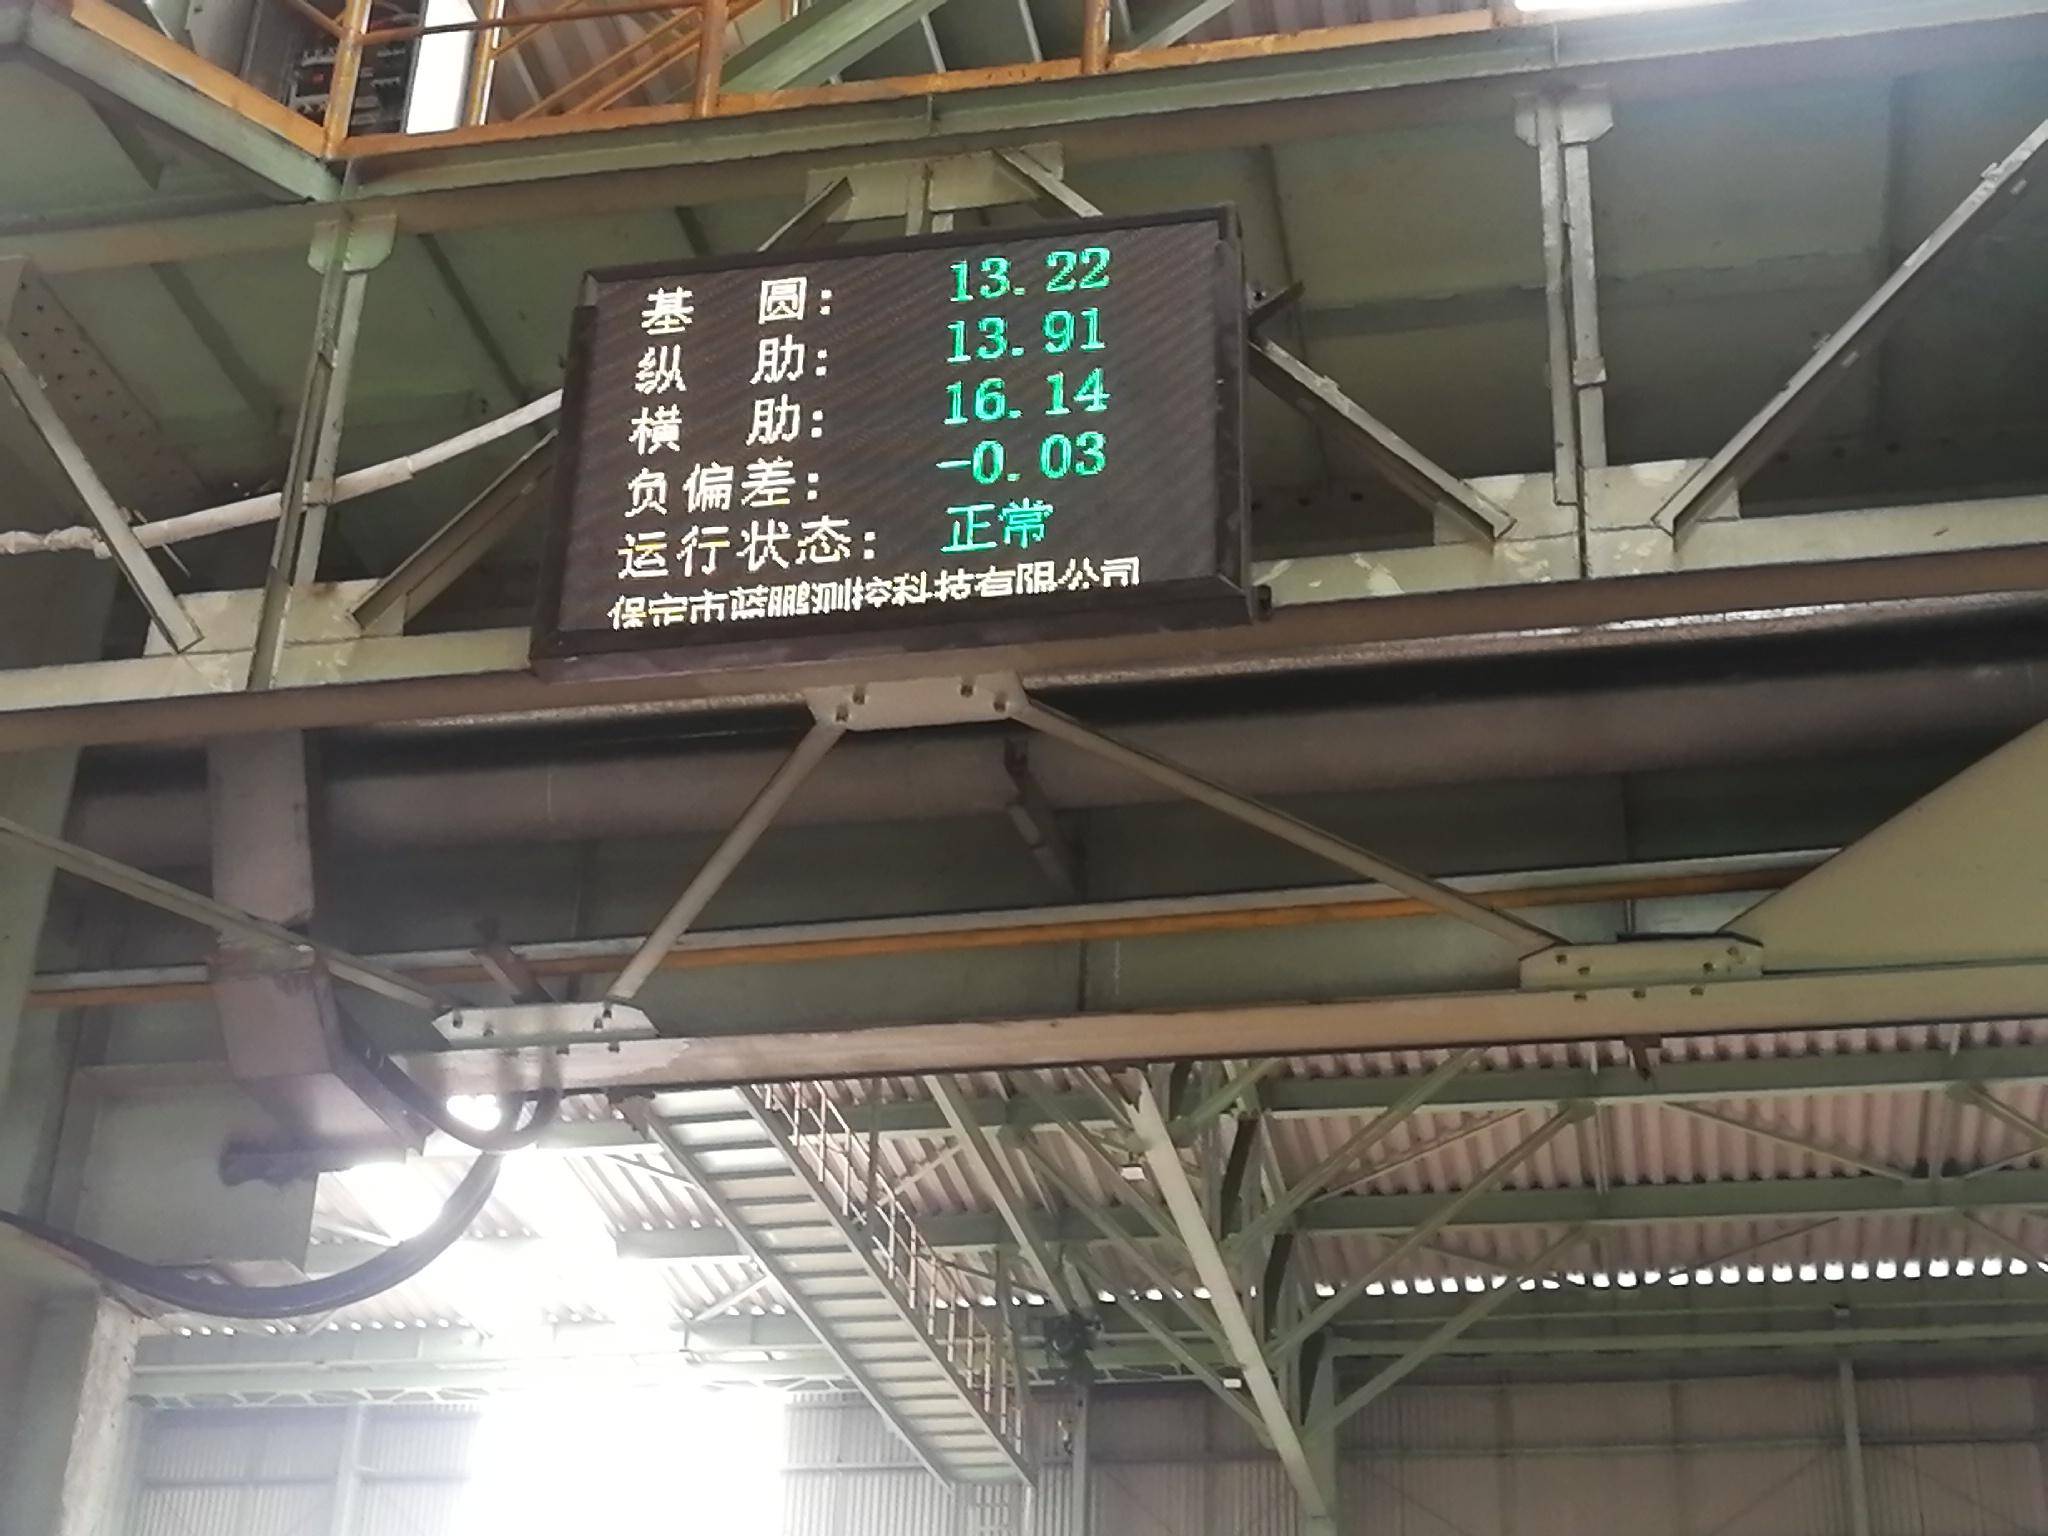 基 圆: 13.22
纵 肋: 13.91
横 肋: 16.14
负偏差: -0.03
运行状态: 正常
保定市蓝鹏测控科技有限公司